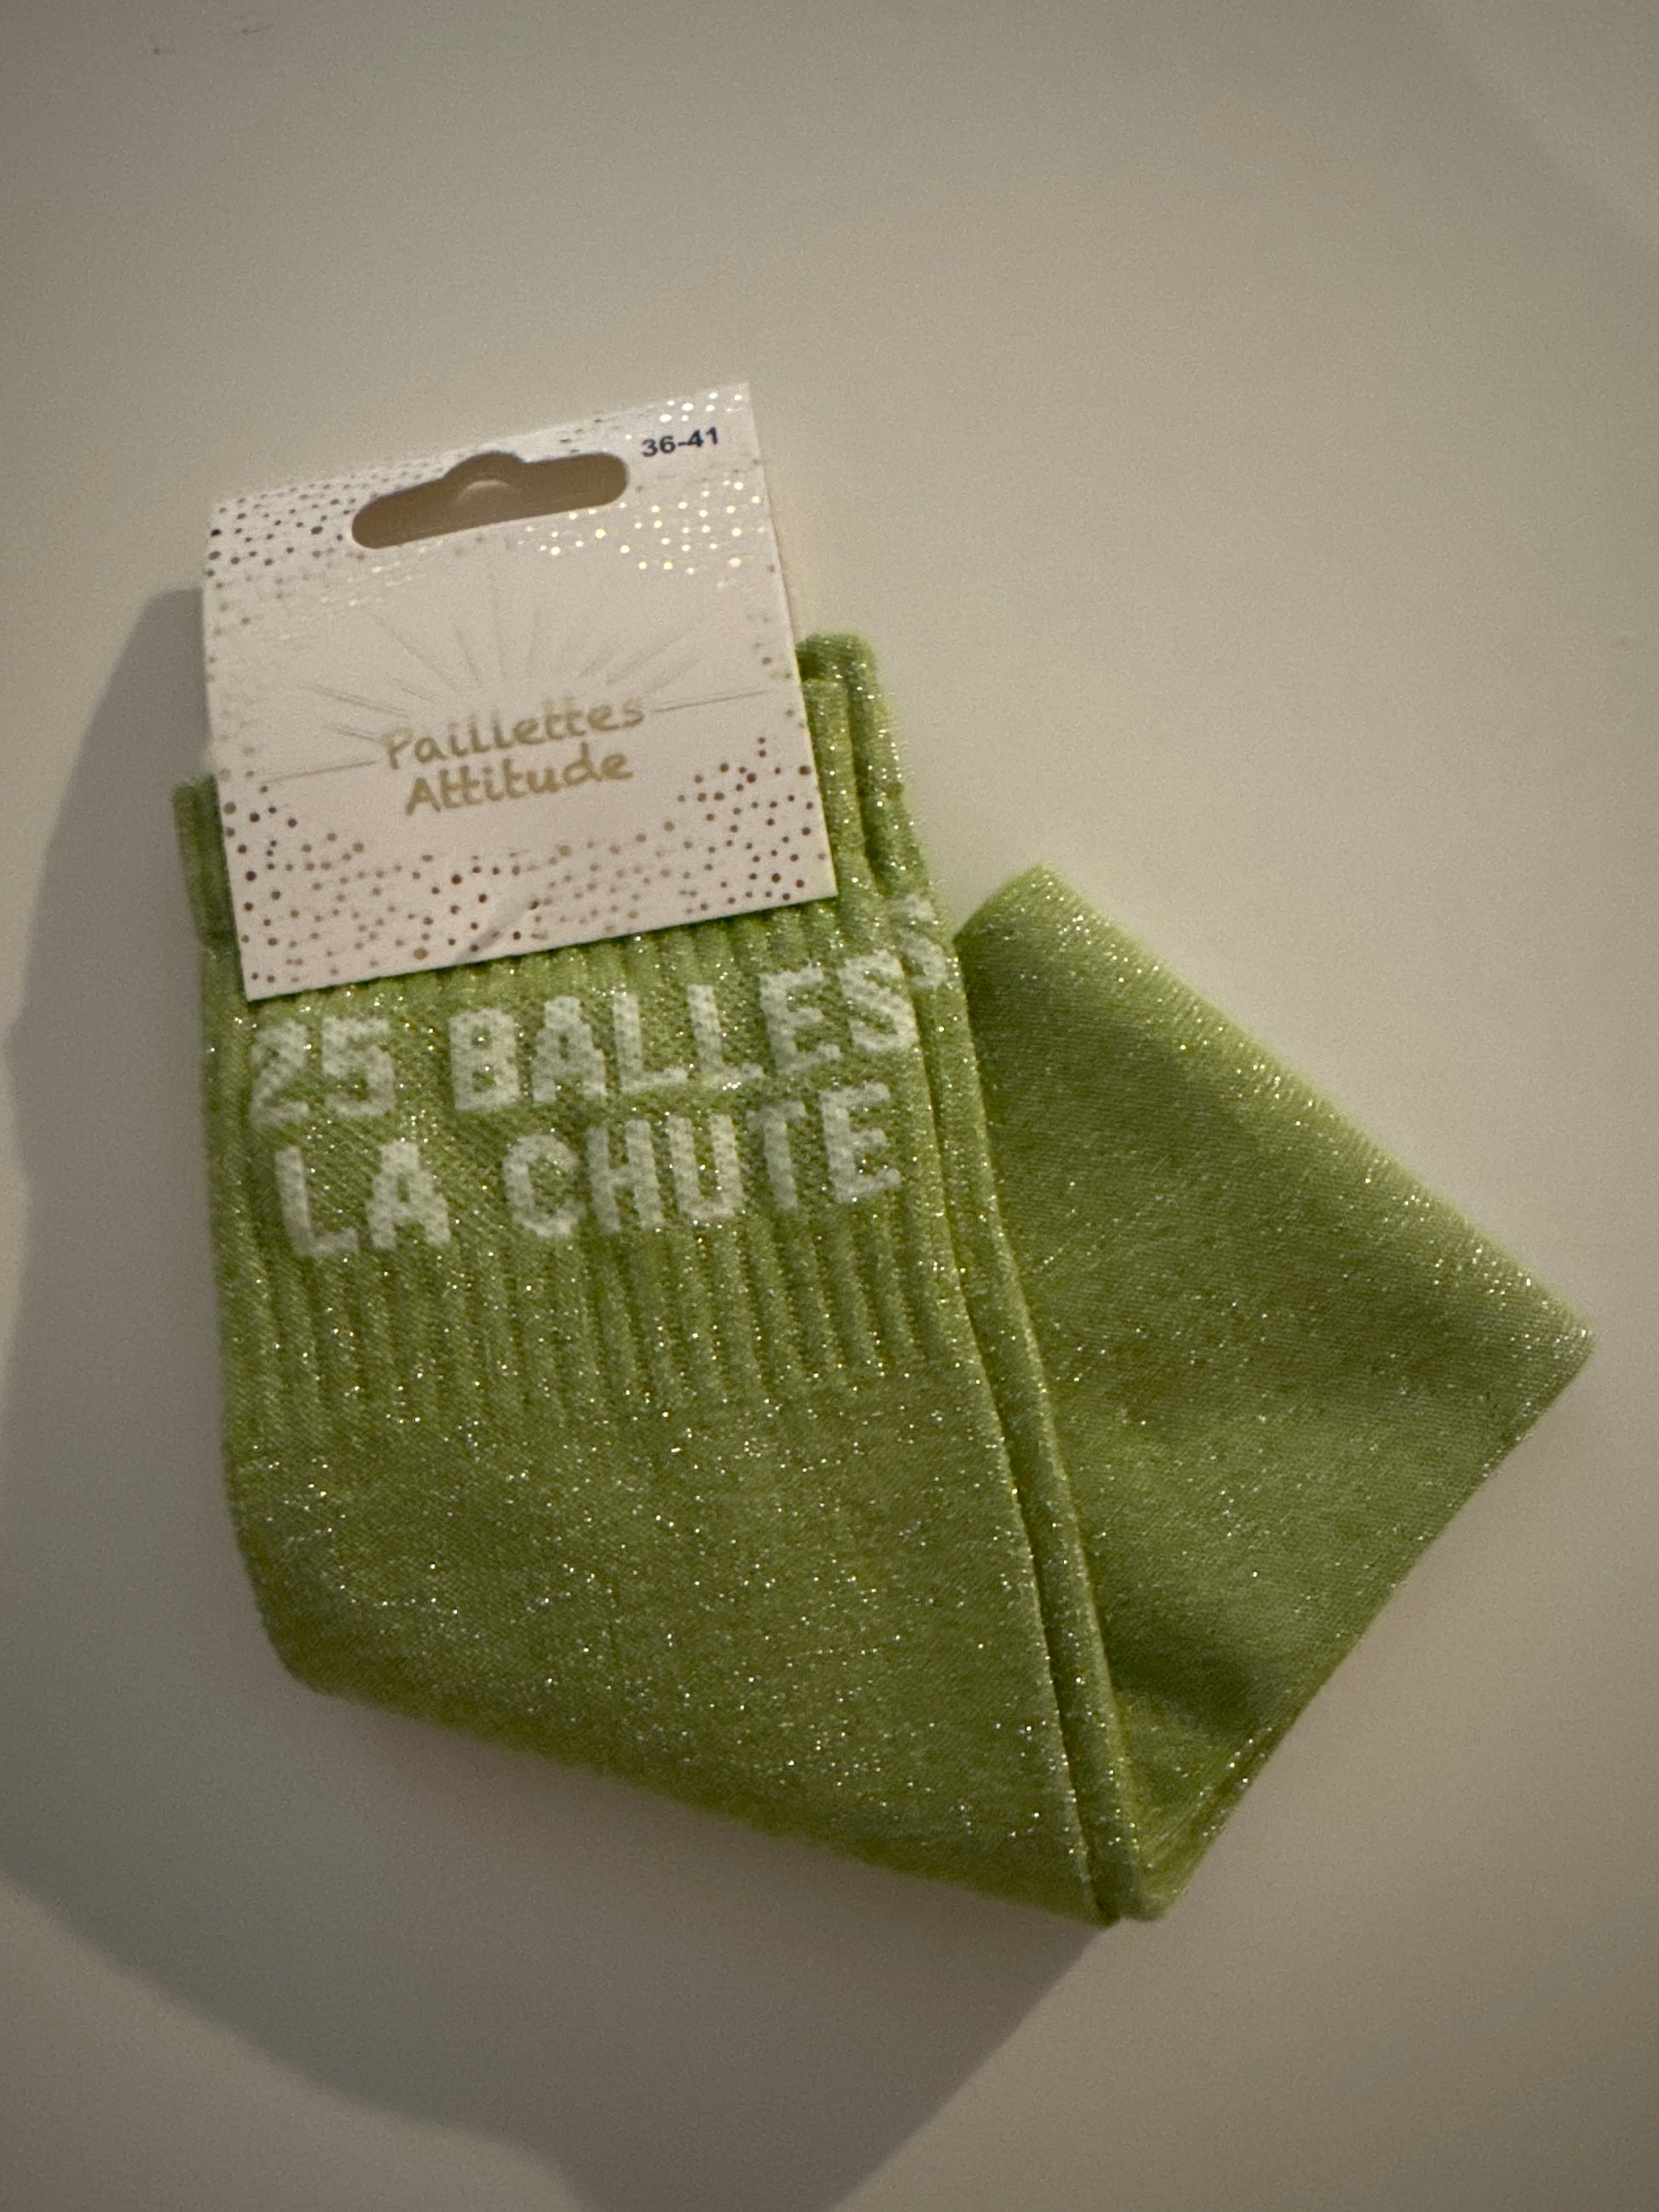 36-41
Paillettes
Attitude
25 BALLES
LA CHUTE